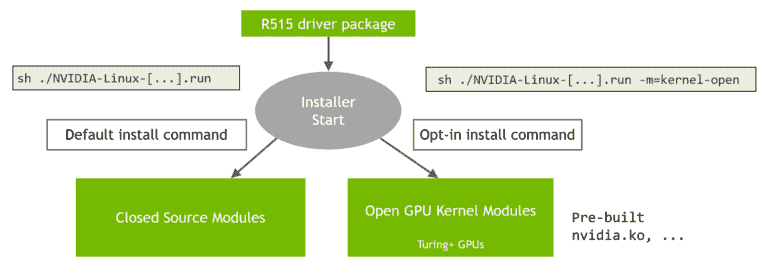 R515 driver package
sh ./NVIDIA-Linux-[...].run
sh ./NVIDIA-Linux-[...].run -m=kernel-open
Installer
Start
Default install command
Opt-in install command
Closed Source Modules
Open GPU Kernel Modules
Turing+ GPUs
Pre-built
nvidia.ko, ...